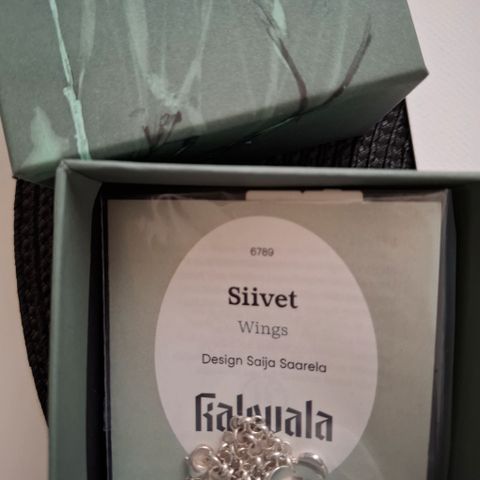 6789
Siivet
Wings
Design Saija Saarela
Kalevala